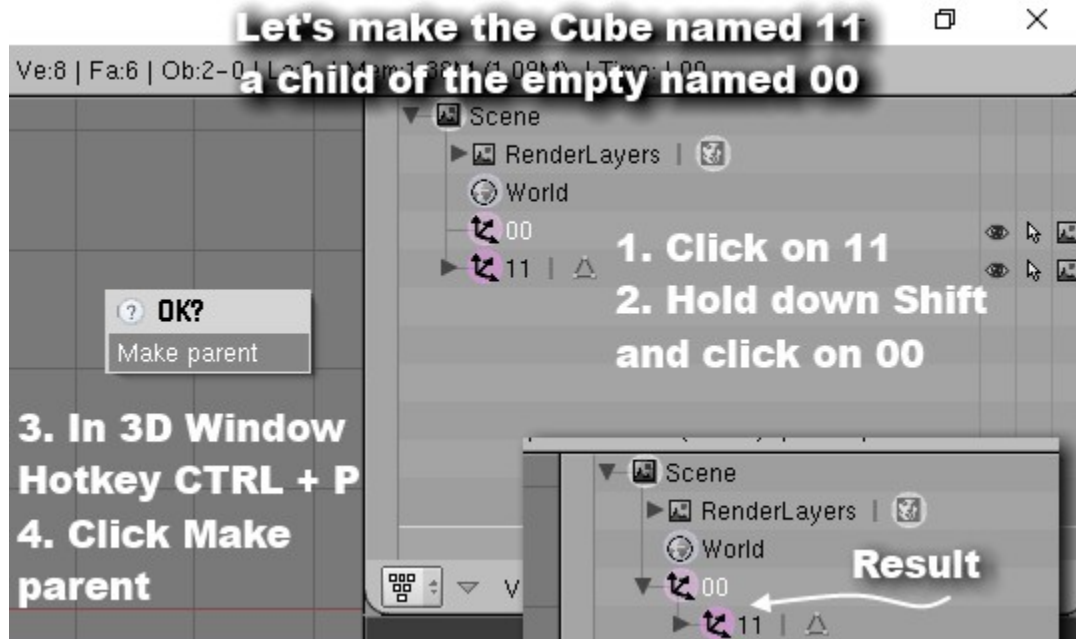 Let's make the Cube named 11
a child of the empty named 00
Ve:8 | Fa:6 | Ob:2-0
Scene
RenderLayers |
World
00
11 |
1. Click on 11
2. Hold down Shift
and click on 00
OK?
Make parent
3. In 3D Window
Hotkey CTRL + P
4. Click Make
parent
V
Scene
RenderLayers |
World
00
11 |
Result